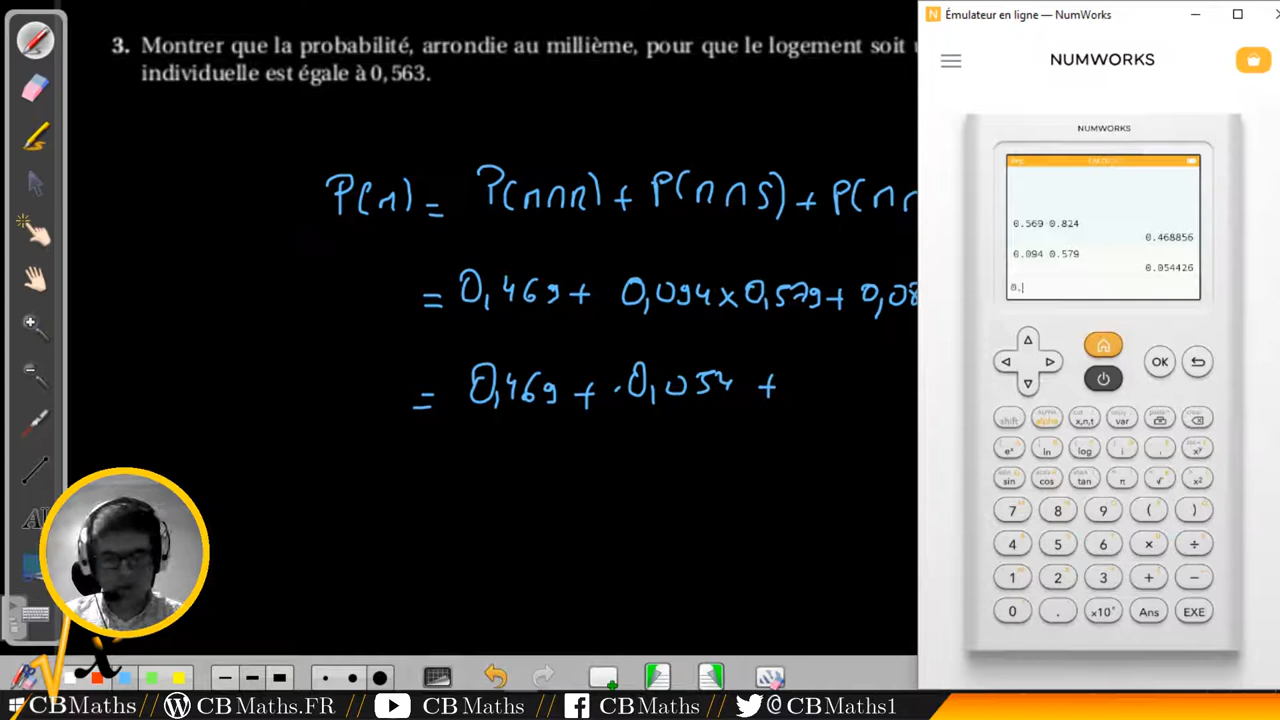 Émulateur en ligne — NumWorks
NUMWORKS
3. Montrer que la probabilité, arrondie au millième, pour que le logement soit
individuelle est égale à 0,563.
P(M) = P(M∩R) + P(M∩S) + P(M∩
= 0,469 + 0,094 × 0,579 + 0,08
= 0,469 + 0,054 +
NUMWORKS
0.569 0.824
0.468856
0.094 0.579
0.054426
0.
OK
shift alpha x,n,t var
ln log i ,
sin cos tan π √
7 8 9 ( )
4 5 6 × ÷
1 2 3 + −
0 . ×10ˣ Ans EXE
CBMaths CBMaths.FR CBMaths CBMaths @CBMaths1